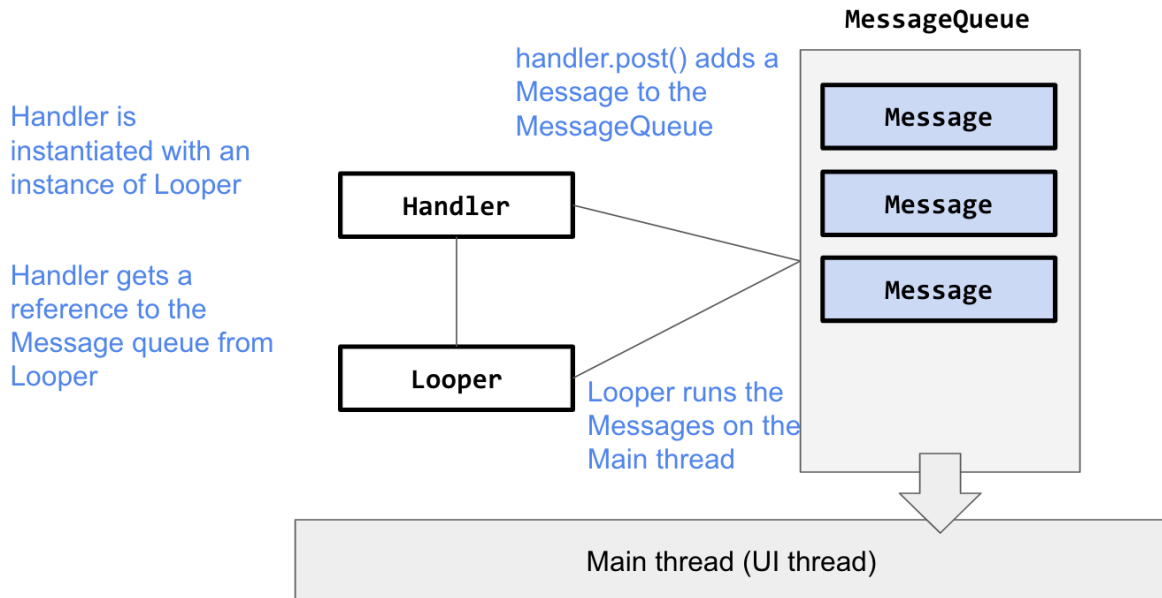 MessageQueue
handler.post() adds a
Message to the
MessageQueue
Message
Handler is
instantiated with an
instance of Looper
Handler
Message
Handler gets a
reference to the
Message queue from
Looper
Message
Looper
Looper runs the
Messages on the
Main thread
Main thread (UI thread)